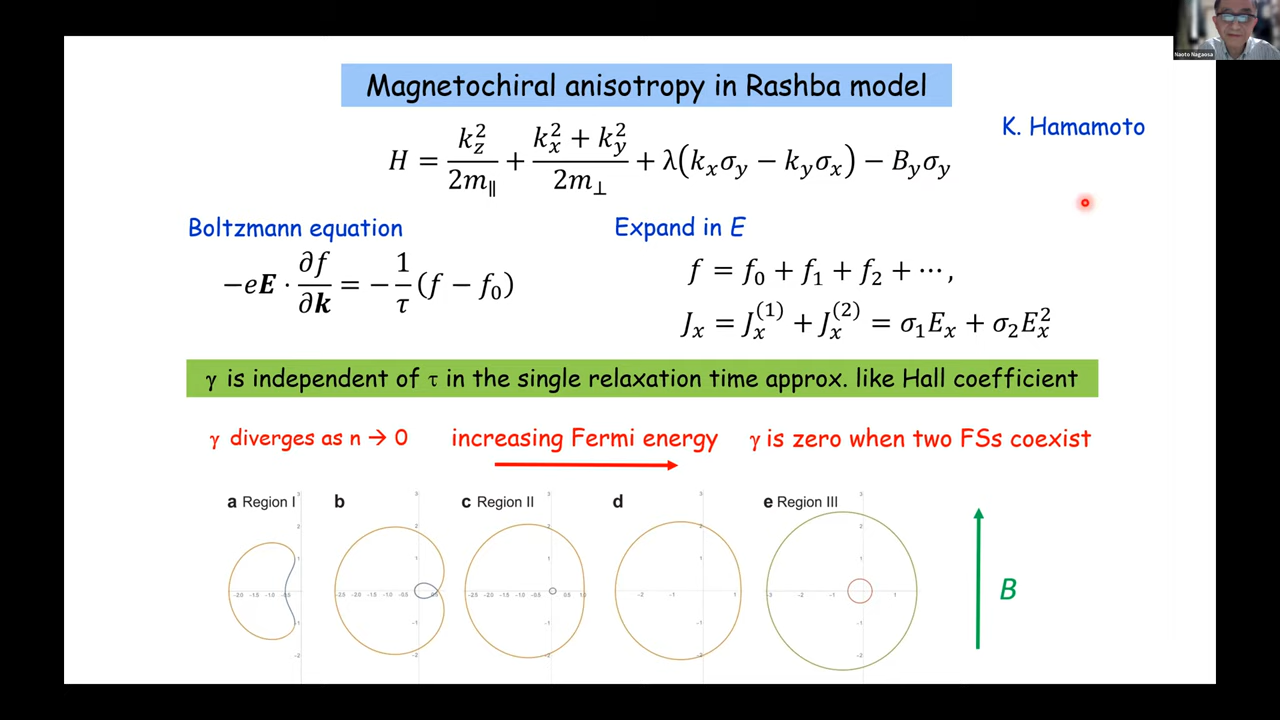 Naoto Nagaosa
Magnetochiral anisotropy in Rashba model
K. Hamamoto
H = k_z^2/2m_∥ + (k_x^2 + k_y^2)/2m_⊥ + λ(k_xσ_y − k_yσ_x) − B_yσ_y
Boltzmann equation
Expand in E
−eE · ∂f/∂k = −1/τ (f − f_0)
f = f_0 + f_1 + f_2 + ⋯,
J_x = J_x^(1) + J_x^(2) = σ_1E_x + σ_2E_x^2
γ is independent of τ in the single relaxation time approx. like Hall coefficient
γ diverges as n → 0
increasing Fermi energy
γ is zero when two FSs coexist
a Region I
b
c Region II
d
e Region III
B